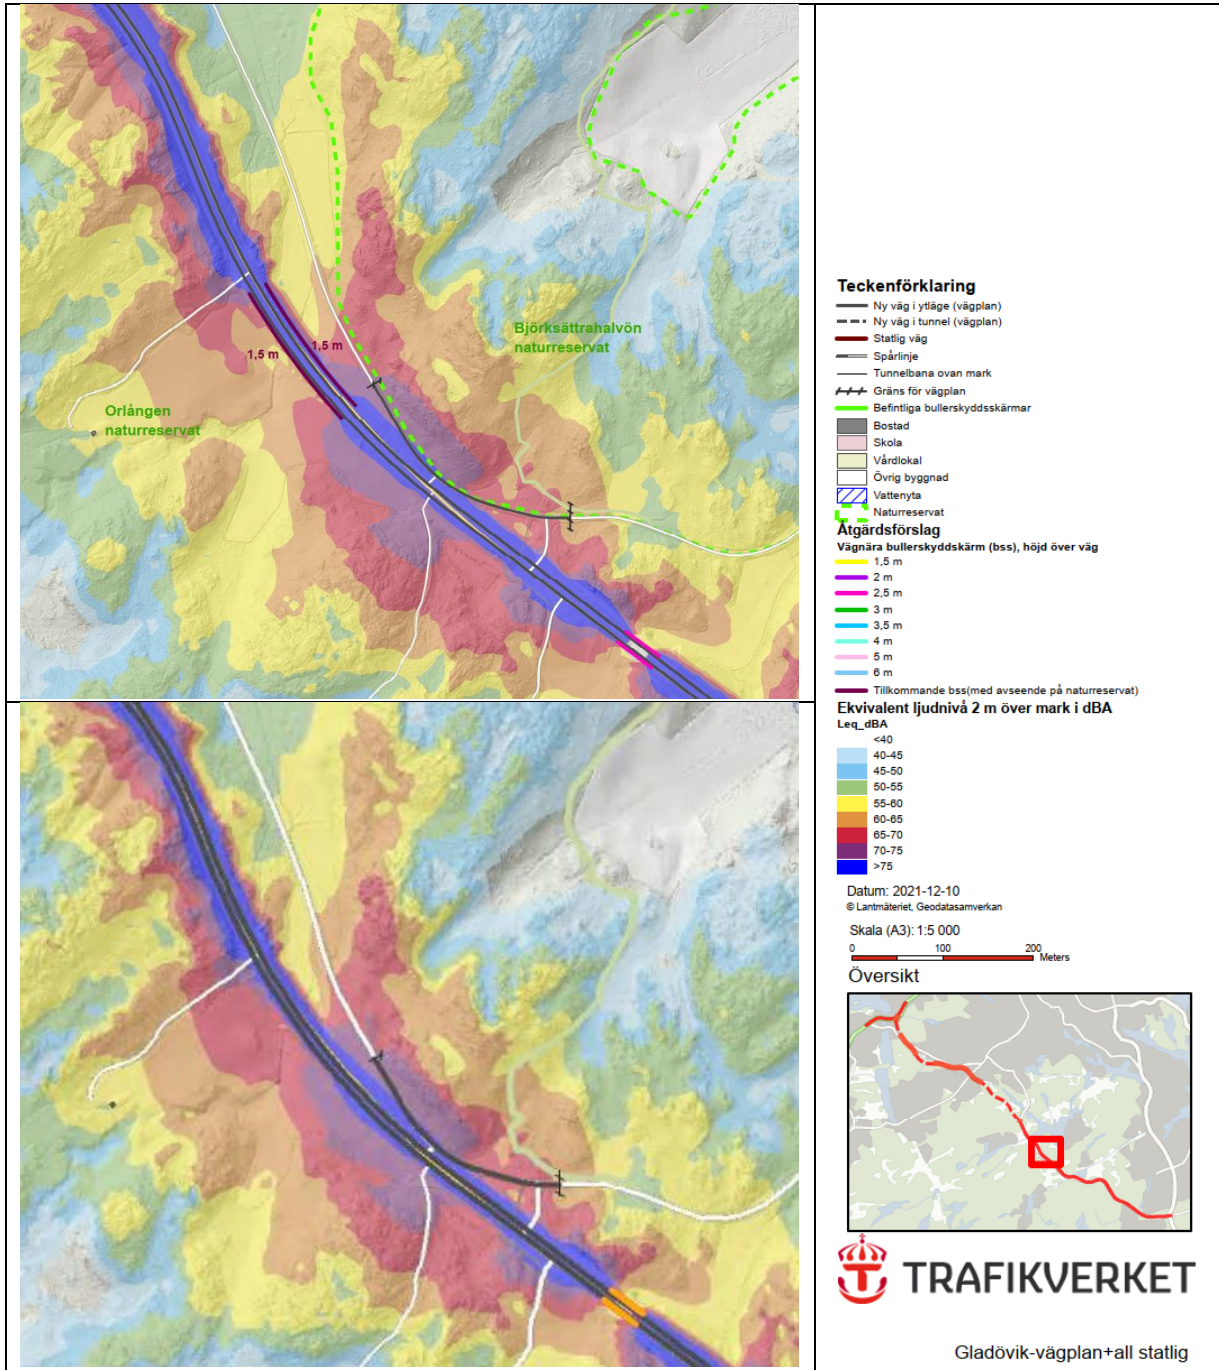 1,5 m
1,5 m
Björksättrahalvön
naturreservat
Orlången
naturreservat
Teckenförklaring
Ny väg i ytläge (vägplan)
Ny väg i tunnel (vägplan)
Statlig väg
Spårlinje
Tunnelbana ovan mark
Gräns för vägplan
Befintliga bullerskyddsskärmar
Bostad
Skola
Vårdlokal
Övrig byggnad
Vattenyta
Naturreservat
Åtgärdsförslag
Vägnära bullerskyddskärm (bss), höjd över väg
1,5 m
2 m
2,5 m
3 m
3,5 m
4 m
5 m
6 m
Tillkommande bss(med avseende på naturreservat)
Ekvivalent ljudnivå 2 m över mark i dBA
Leq_dBA
<40
40-45
45-50
50-55
55-60
60-65
65-70
70-75
>75
Datum: 2021-12-10
© Lantmäteriet, Geodatasamverkan
Skala (A3): 1:5 000
0 100 200
Meters
Översikt
TRAFIKVERKET
Gladövik-vägplan+all statlig